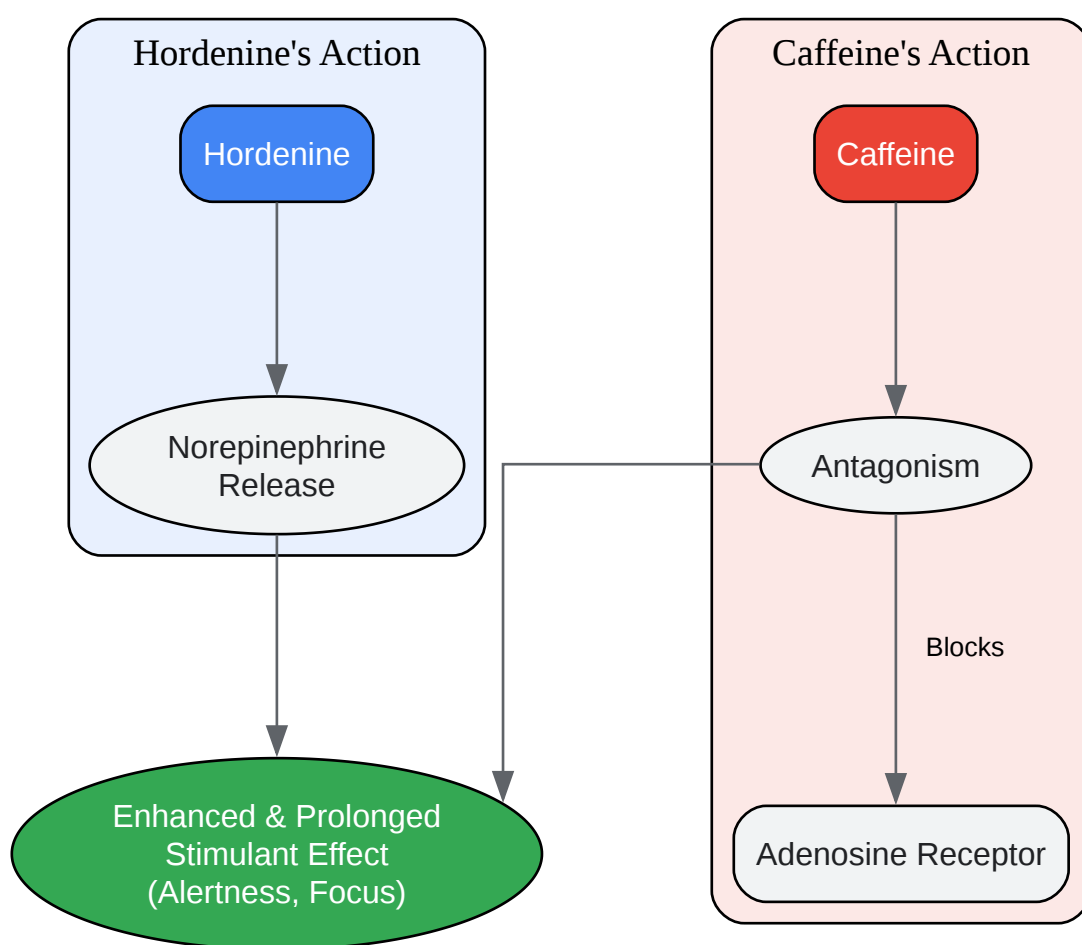 Hordenine's Action
Hordenine
Norepinephrine
Release
Caffeine's Action
Caffeine
Antagonism
Blocks
Adenosine Receptor
Enhanced & Prolonged
Stimulant Effect
(Alertness, Focus)